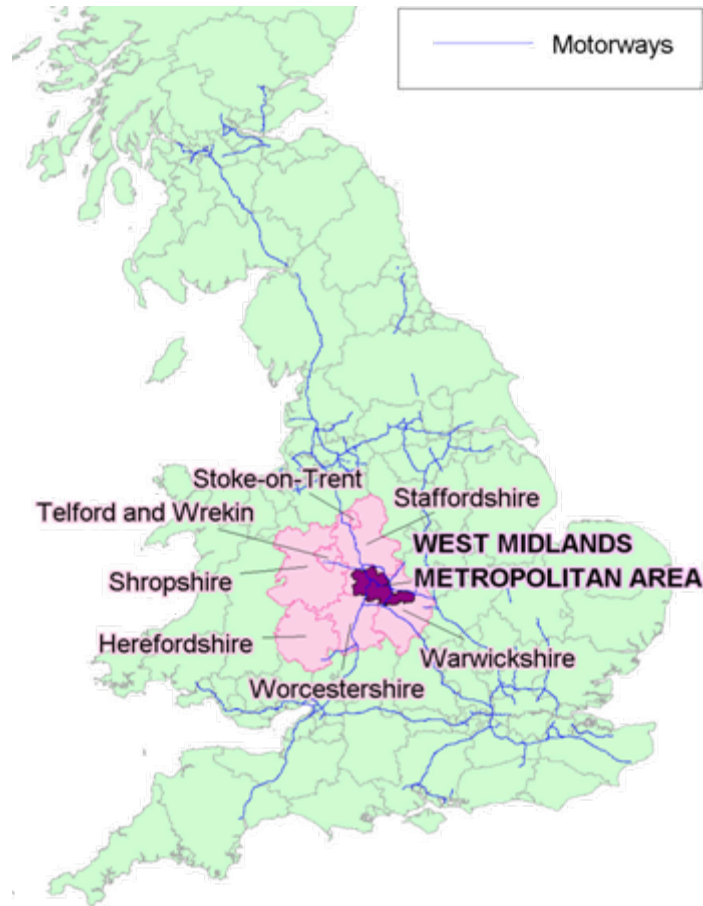 Motorways
Stoke-on-Trent
Staffordshire
Telford and Wrekin
WEST MIDLANDS
METROPOLITAN AREA
Shropshire
Herefordshire
Warwickshire
Worcestershire